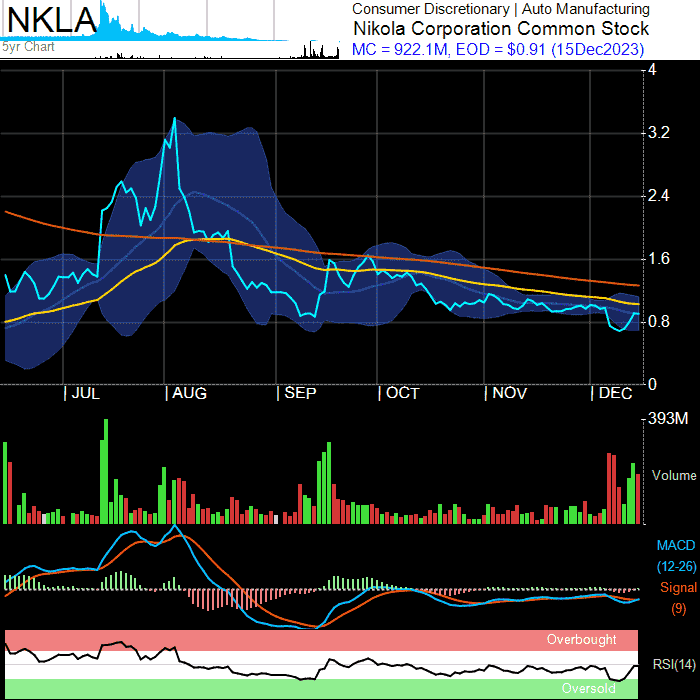 NKLA
5yr Chart
Consumer Discretionary | Auto Manufacturing
Nikola Corporation Common Stock
MC = 922.1M, EOD = $0.91 (15Dec2023)
4
3.2
2.4
1.6
0.8
0
| JUL | AUG | SEP | OCT | NOV | DEC
393M
Volume
MACD
(12-26)
Signal
(9)
Overbought
RSI(14)
Oversold